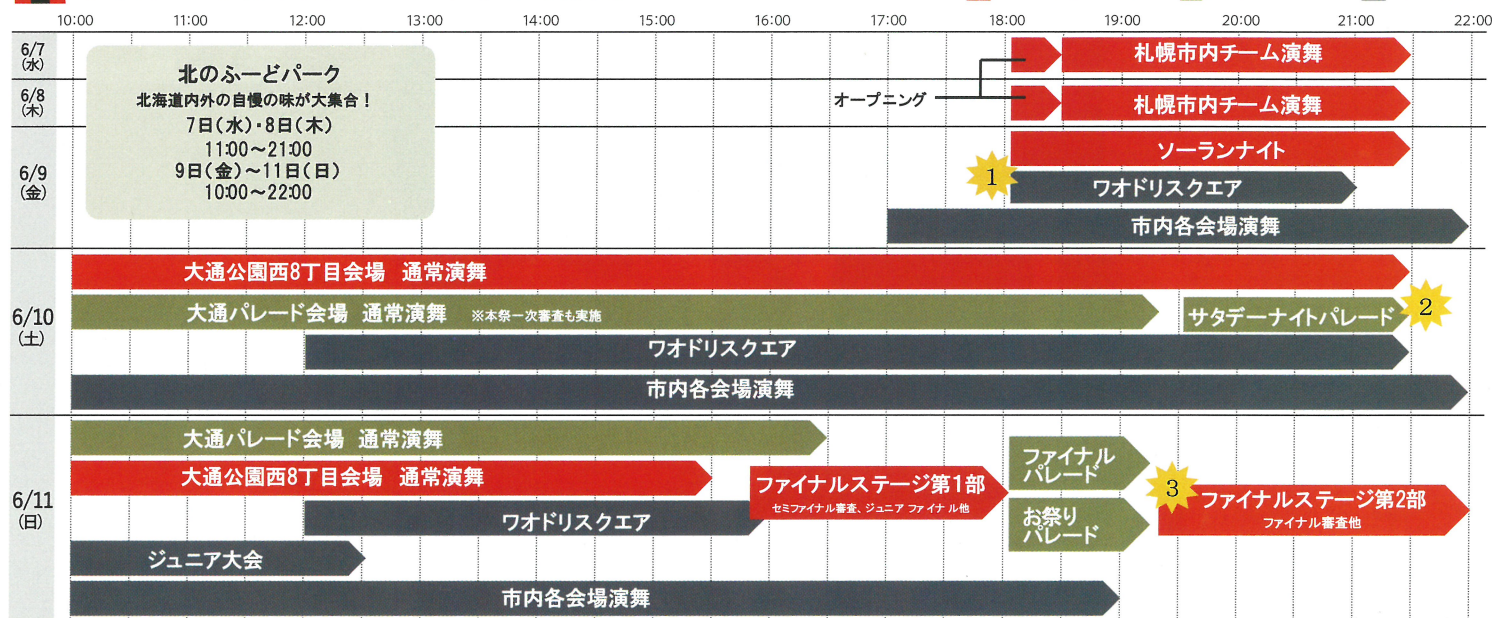 10:00 11:00 12:00 13:00 14:00 15:00 16:00 17:00 18:00 19:00 20:00 21:00 22:00
6/7
(水)
北のふーどパーク
北海道内外の自慢の味が大集合!
7日(水)・8日(木)
11:00~21:00
9日(金)~11日(日)
10:00~22:00
札幌市内チーム演舞
オープニング
6/8
(木)
札幌市内チーム演舞
6/9
(金)
ソーランナイト
1
ワオドリスクエア
市内各会場演舞
6/10
(土)
大通公園西8丁目会場 通常演舞
大通パレード会場 通常演舞 ※本祭一次審査も実施
サタデーナイトパレード
2
ワオドリスクエア
市内各会場演舞
6/11
(日)
大通パレード会場 通常演舞
大通公園西8丁目会場 通常演舞
ファイナルステージ第1部
セミファイナル審査、ジュニア ファイナル他
ファイナル
パレード
お祭り
パレード
3
ファイナルステージ第2部
ファイナル審査他
ワオドリスクエア
ジュニア大会
市内各会場演舞